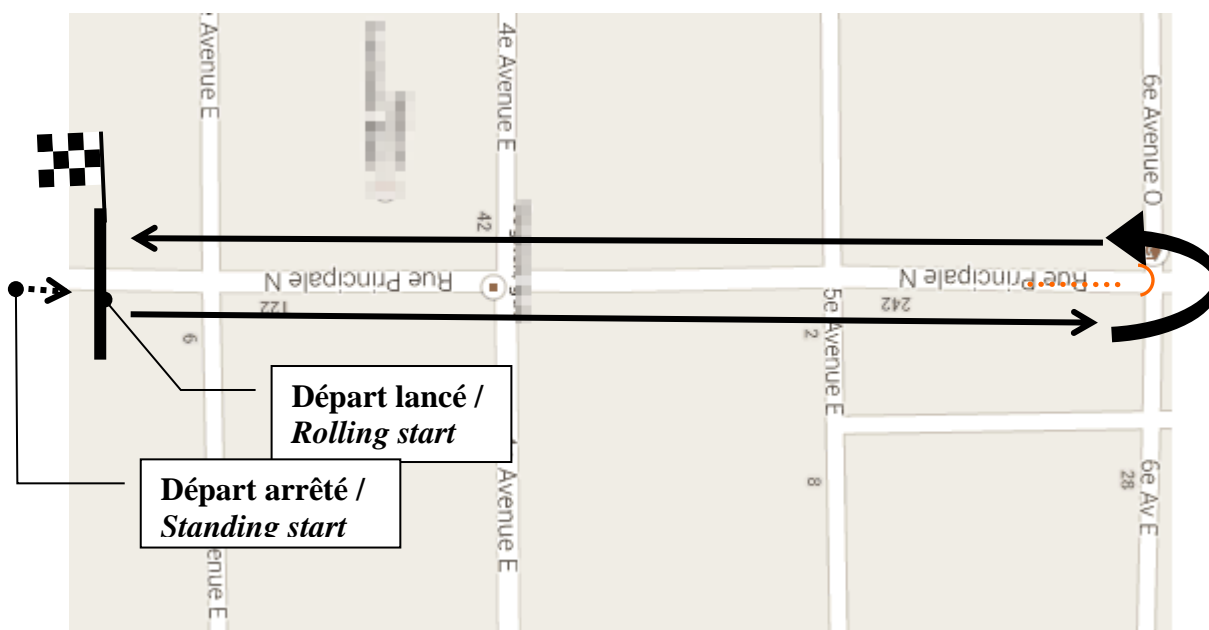 Avenue E
4e Avenue E
6e Avenue O
42
Rue Principale N
Rue Principale N
122
242
6
2
5e Avenue E
Départ lancé /
Rolling start
Départ arrêté /
Standing start
Avenue E
8
28
6e Av E
enue E